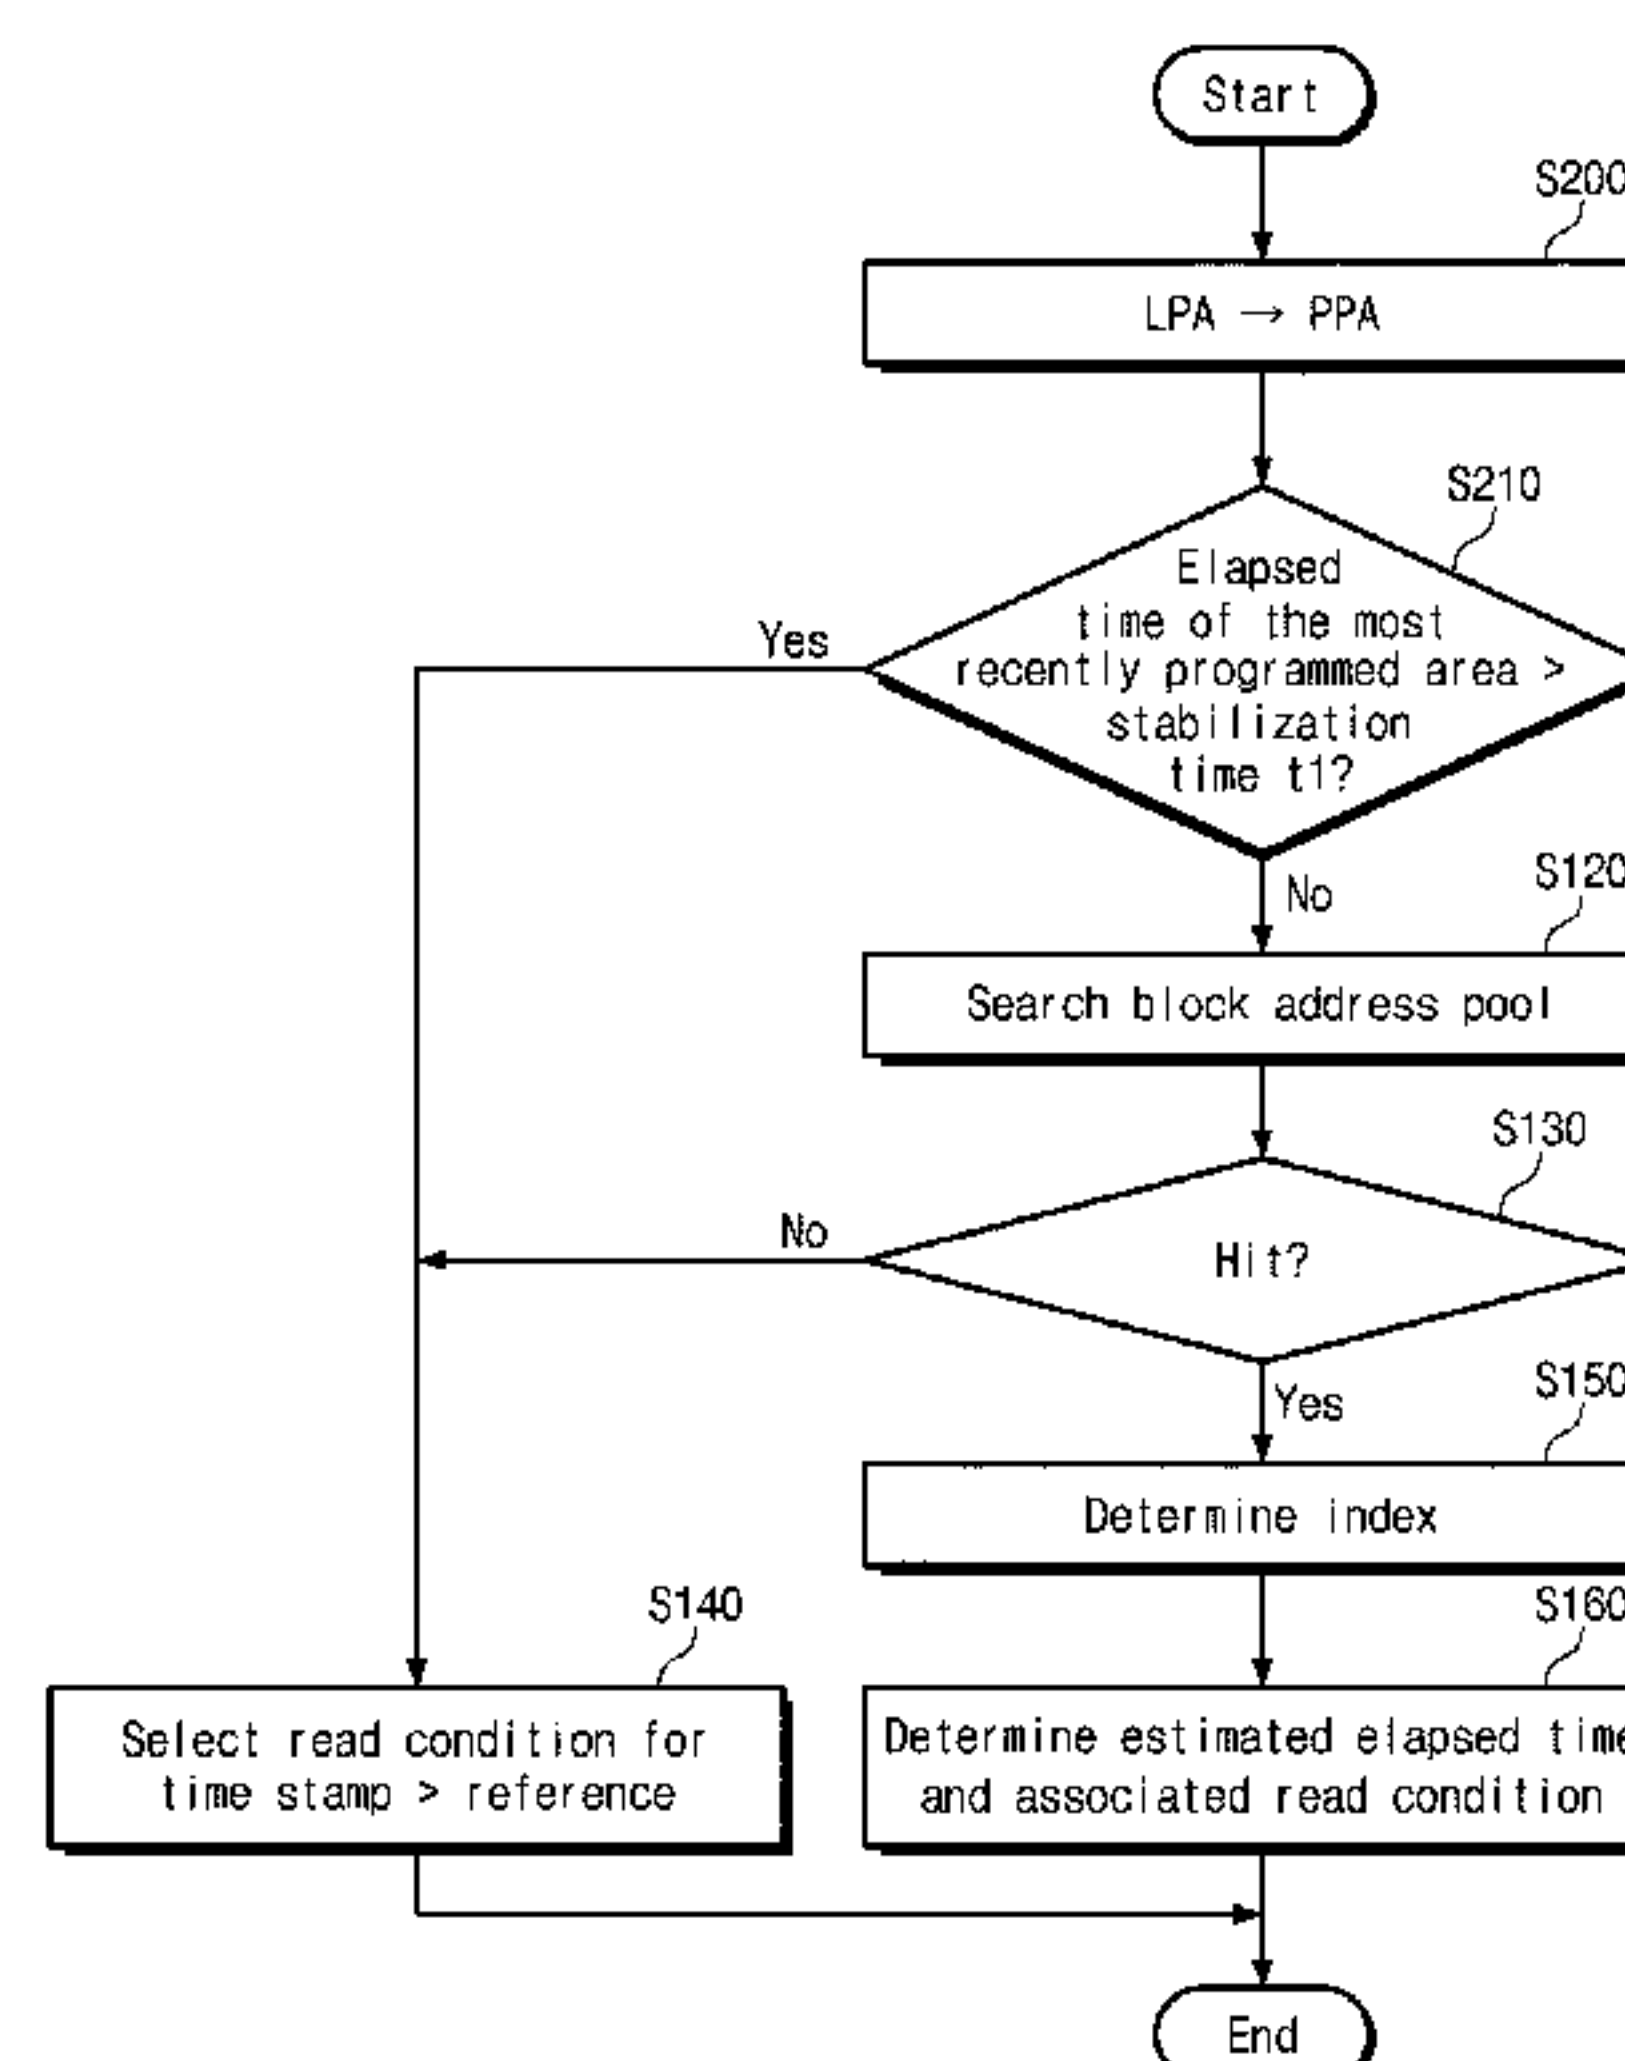 Start
S200
LPA → PPA
S210
Elapsed
time of the most
recently programmed area >
stabilization
time t1?
Yes
No
S120
Search block address pool
S130
Hit?
No
Yes
S150
Determine index
S140
S160
Select read condition for
time stamp > reference
Determine estimated elapsed time
and associated read condition
End